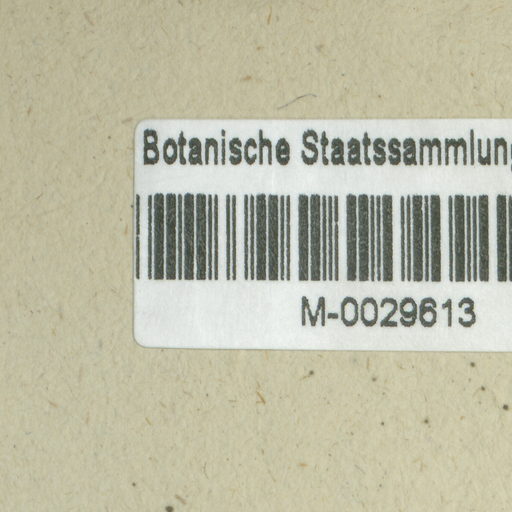 Botanische Staatssammlung
M-0029613